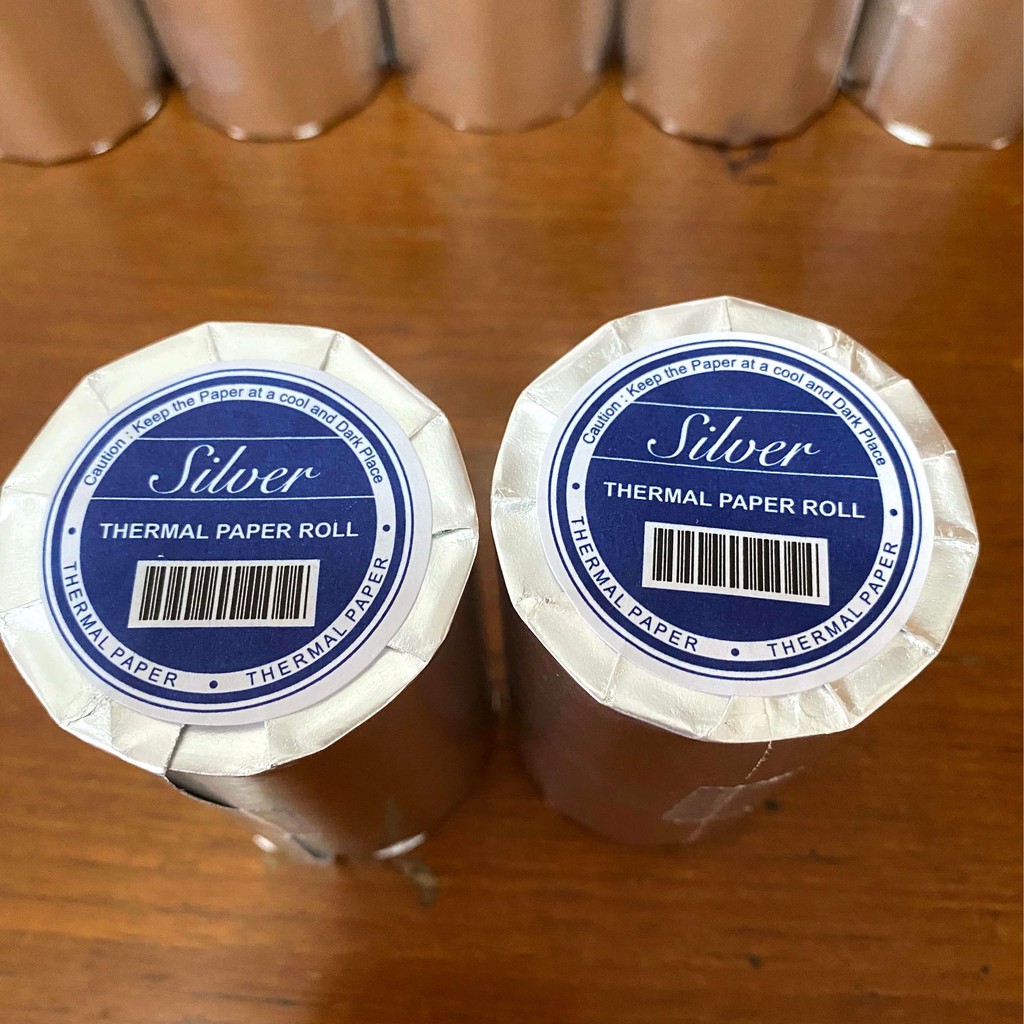 Caution : Keep the Paper at a cool and Dark Place
Silver
THERMAL PAPER ROLL
THERMAL PAPER • THERMAL PAPER
Caution : Keep the Paper at a cool and Dark Place
Silver
THERMAL PAPER ROLL
THERMAL PAPER • THERMAL PAPER